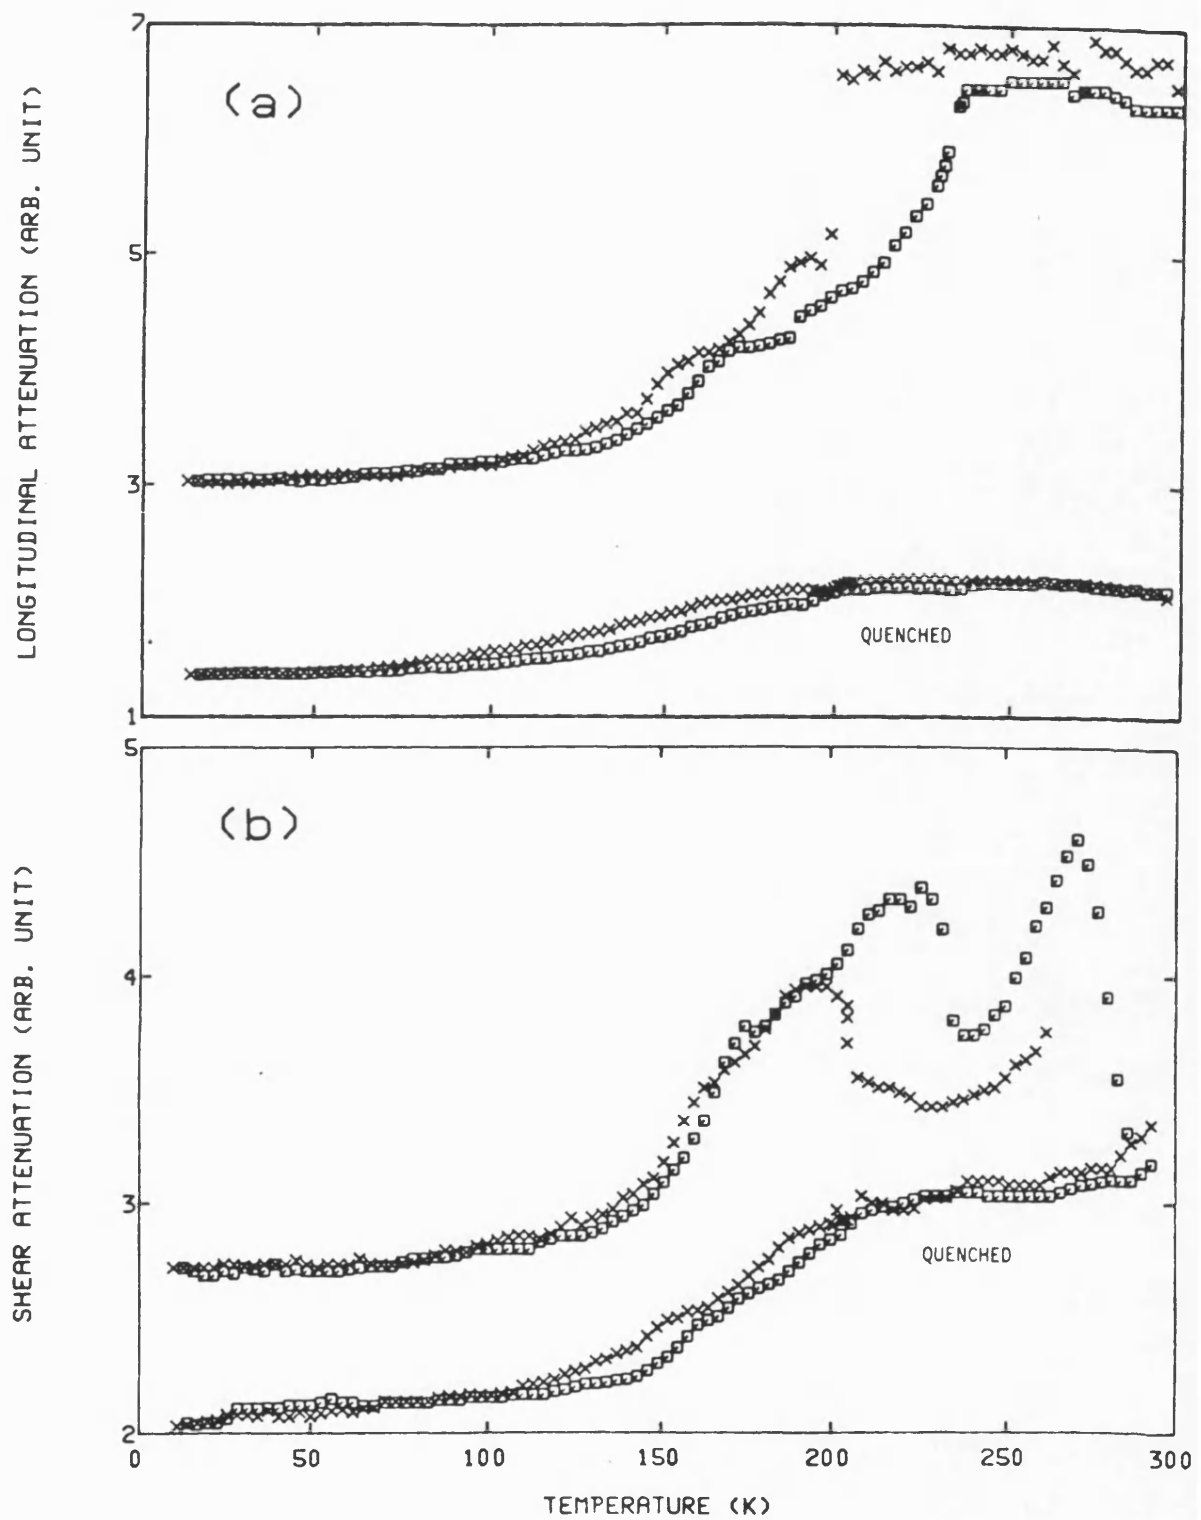 7
(a)
5
3
1
LONGITUDINAL ATTENUATION (ARB. UNIT)
QUENCHED
5
(b)
4
3
2
SHEAR ATTENUATION (ARB. UNIT)
QUENCHED
0 50 100 150 200 250 300
TEMPERATURE (K)